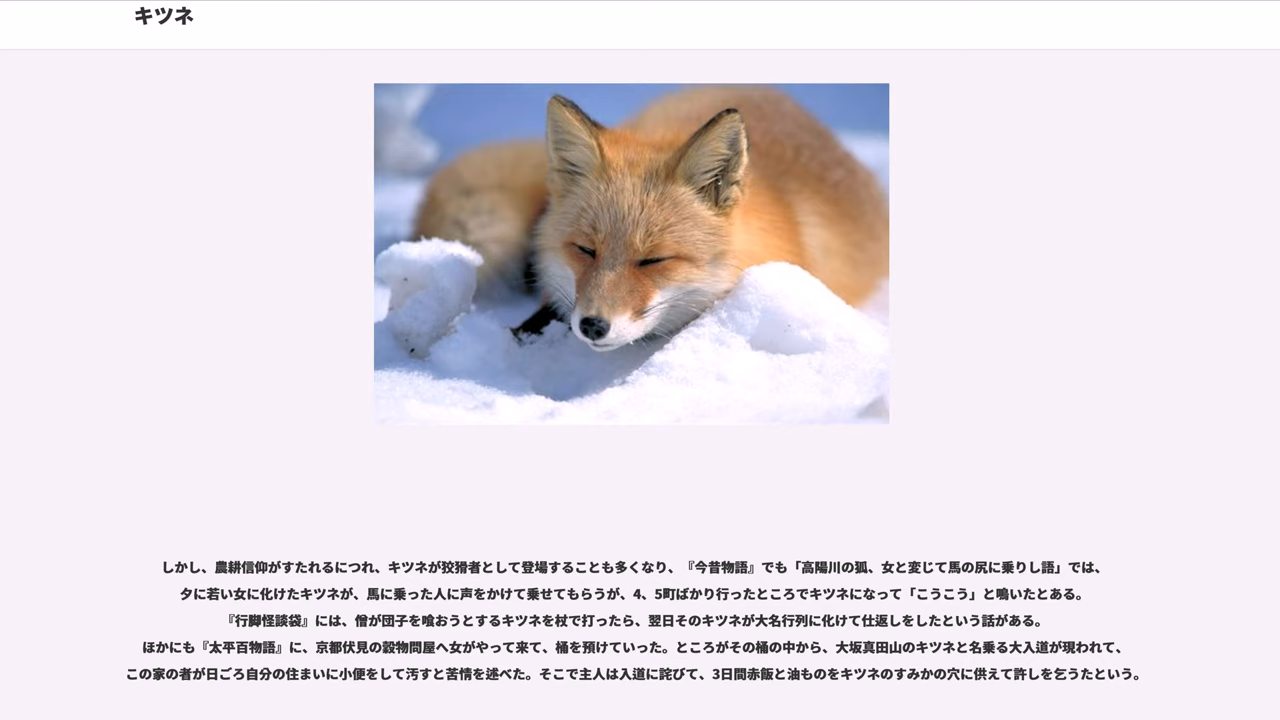 キツネ
しかし、農耕信仰がすたれるにつれ、キツネが狡猾者として登場することも多くなり、『今昔物語』でも「高陽川の狐、女と変じて馬の尻に乗りし語」では、
夕に若い女に化けたキツネが、馬に乗った人に声をかけて乗せてもらうが、4、5町ばかり行ったところでキツネになって「こうこう」と鳴いたとある。
『行脚怪談袋』には、僧が団子を喰おうとするキツネを杖で打ったら、翌日そのキツネが大名行列に化けて仕返しをしたという話がある。
ほかにも『太平百物語』に、京都伏見の穀物問屋へ女がやって来て、桶を預けていった。ところがその桶の中から、大坂真田山のキツネと名乗る大入道が現われて、
この家の者が日ごろ自分の住まいに小便をして汚すと苦情を述べた。そこで主人は入道に詫びて、3日間赤飯と油ものをキツネのすみかの穴に供えて許しを乞うたという。